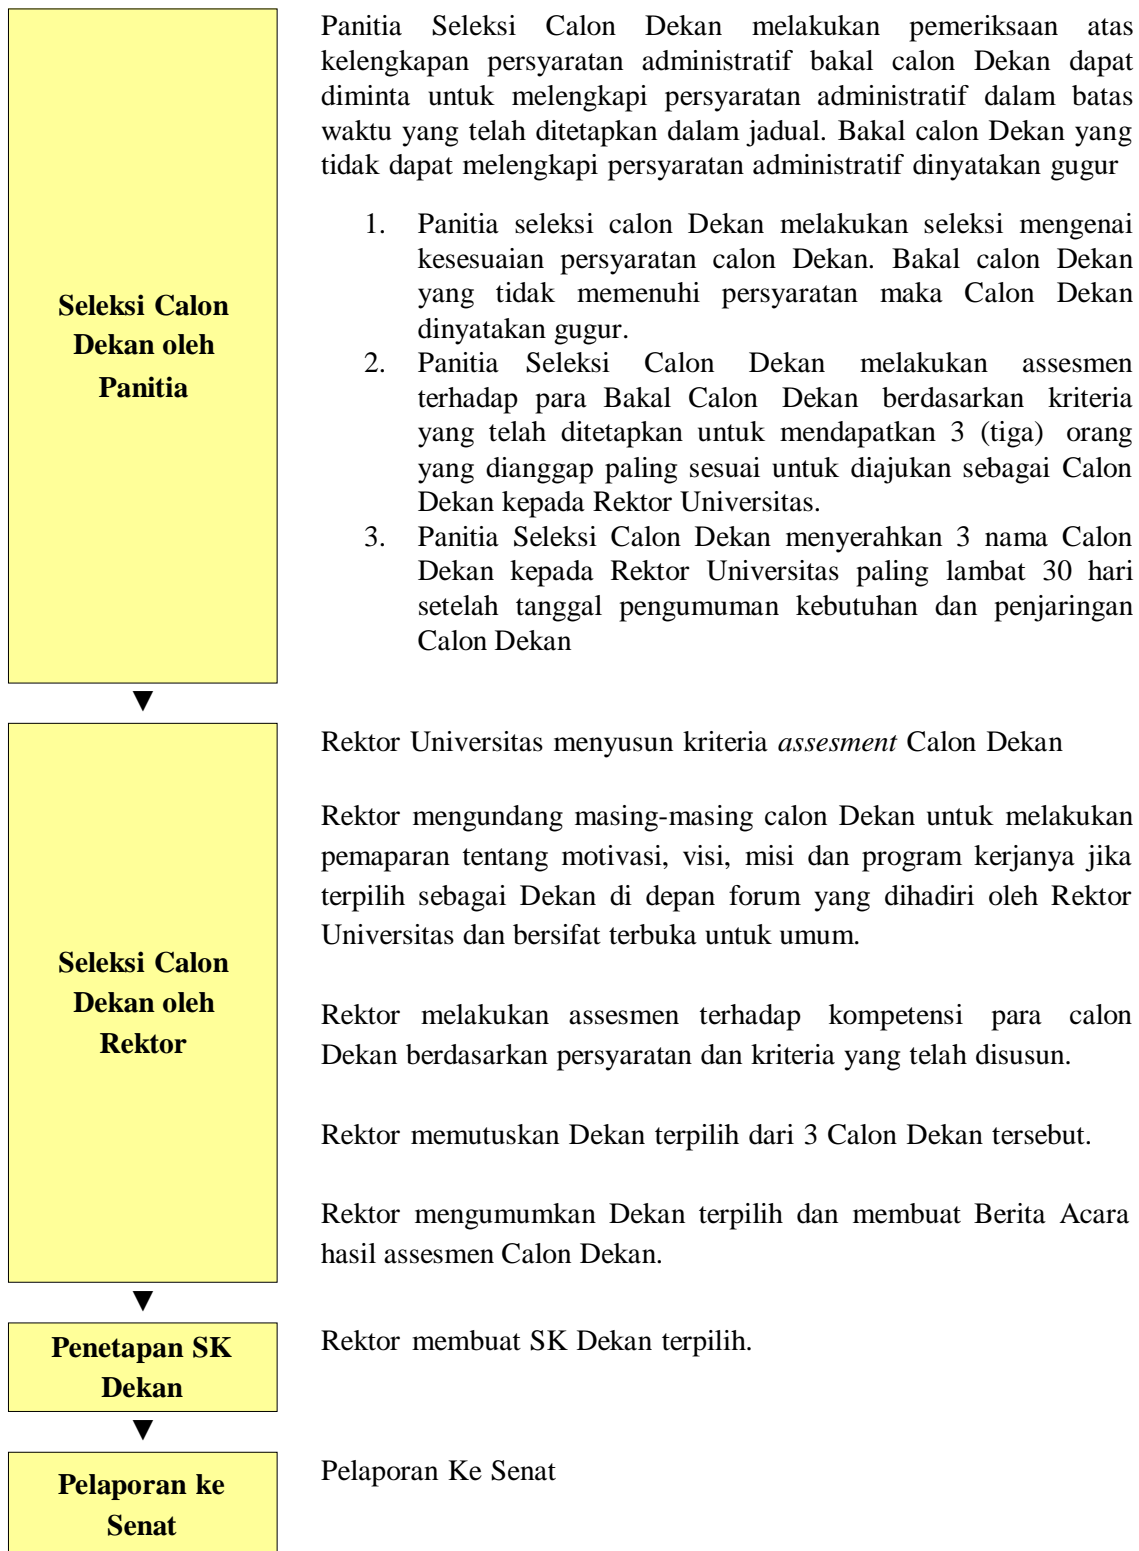 Seleksi Calon
Dekan oleh
Panitia
Panitia Seleksi Calon Dekan melakukan pemeriksaan atas
kelengkapan persyaratan administratif bakal calon Dekan dapat
diminta untuk melengkapi persyaratan administratif dalam batas
waktu yang telah ditetapkan dalam jadual. Bakal calon Dekan yang
tidak dapat melengkapi persyaratan administratif dinyatakan gugur
1. Panitia seleksi calon Dekan melakukan seleksi mengenai
kesesuaian persyaratan calon Dekan. Bakal calon Dekan
yang tidak memenuhi persyaratan maka Calon Dekan
dinyatakan gugur.
2. Panitia Seleksi Calon Dekan melakukan assesmen
terhadap para Bakal Calon Dekan berdasarkan kriteria
yang telah ditetapkan untuk mendapatkan 3 (tiga) orang
yang dianggap paling sesuai untuk diajukan sebagai Calon
Dekan kepada Rektor Universitas.
3. Panitia Seleksi Calon Dekan menyerahkan 3 nama Calon
Dekan kepada Rektor Universitas paling lambat 30 hari
setelah tanggal pengumuman kebutuhan dan penjaringan
Calon Dekan
▼
Seleksi Calon
Dekan oleh
Rektor
Rektor Universitas menyusun kriteria assesment Calon Dekan
Rektor mengundang masing-masing calon Dekan untuk melakukan
pemaparan tentang motivasi, visi, misi dan program kerjanya jika
terpilih sebagai Dekan di depan forum yang dihadiri oleh Rektor
Universitas dan bersifat terbuka untuk umum.
Rektor melakukan assesmen terhadap kompetensi para calon
Dekan berdasarkan persyaratan dan kriteria yang telah disusun.
Rektor memutuskan Dekan terpilih dari 3 Calon Dekan tersebut.
Rektor mengumumkan Dekan terpilih dan membuat Berita Acara
hasil assesmen Calon Dekan.
▼
Penetapan SK
Dekan
Rektor membuat SK Dekan terpilih.
▼
Pelaporan ke
Senat
Pelaporan Ke Senat